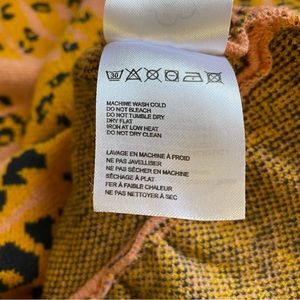 30
MACHINE WASH COLD
DO NOT BLEACH
DO NOT TUMBLE DRY
DRY FLAT
IRON AT LOW HEAT
DO NOT DRY CLEAN
LAVAGE EN MACHINE À FROID
NE PAS JAVELLISER
NE PAS SÉCHER EN MACHINE
SÉCHAGE À PLAT
FER À FAIBLE CHALEUR
NE PAS NETTOYER À SEC